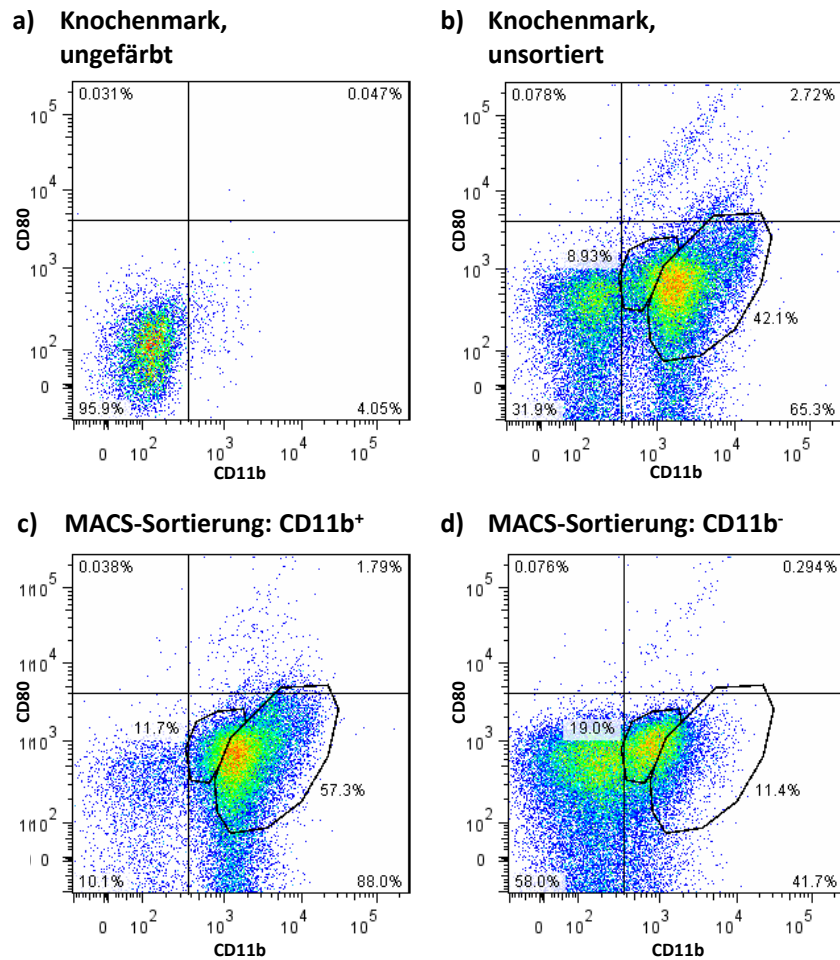 a) Knochenmark,
ungefärbt
0.031% 0.047%
10^5
10^4
10^3
10^2
0
CD80
95.9% 4.05%
0 10^2 10^3 10^4 10^5
CD11b
b) Knochenmark,
unsortiert
0.078% 2.72%
10^5
10^4
10^3
10^2
0
CD80
8.93%
42.1%
31.9% 65.3%
0 10^2 10^3 10^4 10^5
CD11b
c) MACS-Sortierung: CD11b⁺
0.038% 1.79%
1110^5
1110^4
1110^3
1110^2
0
CD80
11.7%
57.3%
10.1% 88.0%
0 10^2 10^3 10^4 10^5
CD11b
d) MACS-Sortierung: CD11b⁻
0.076% 0.294%
10^5
10^4
10^3
10^2
0
CD80
19.0%
11.4%
58.0% 41.7%
0 10^2 10^3 10^4 10^5
CD11b